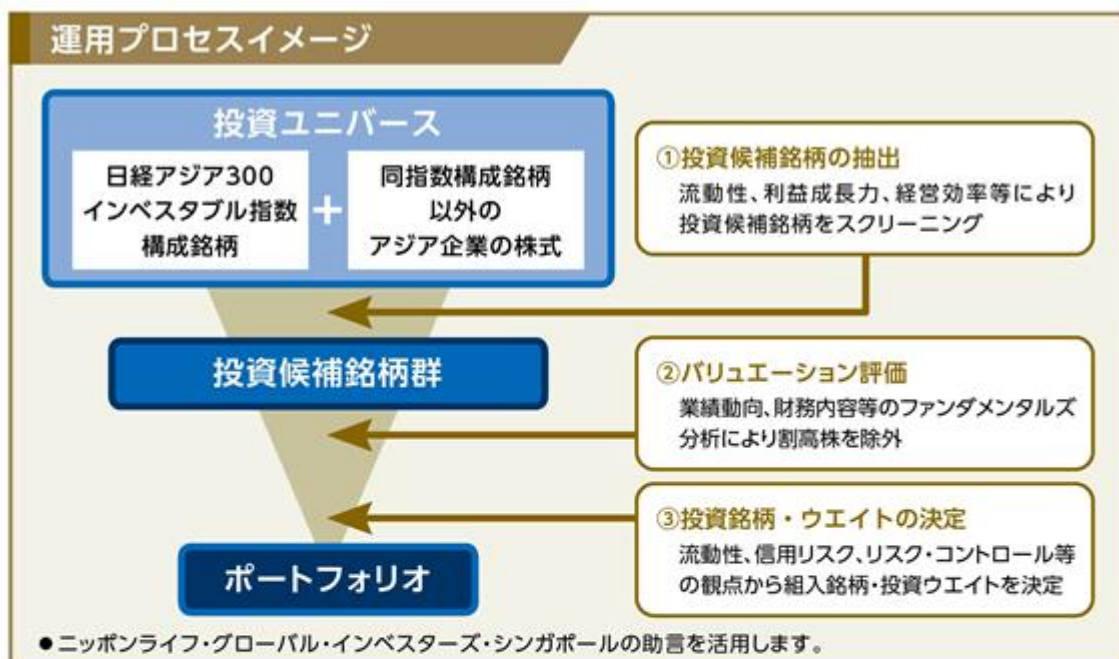 運用プロセスイメージ
投資ユニバース
日経アジア300
インベスタブル指数
構成銘柄
+
同指数構成銘柄
以外の
アジア企業の株式
①投資候補銘柄の抽出
流動性、利益成長力、経営効率等により
投資候補銘柄をスクリーニング
投資候補銘柄群
②バリュエーション評価
業績動向、財務内容等のファンダメンタルズ
分析により割高株を除外
③投資銘柄・ウエイトの決定
流動性、信用リスク、リスク・コントロール等
の観点から組入銘柄・投資ウエイトを決定
ポートフォリオ
●ニッポンライフ・グローバル・インベスターズ・シンガポールの助言を活用します。